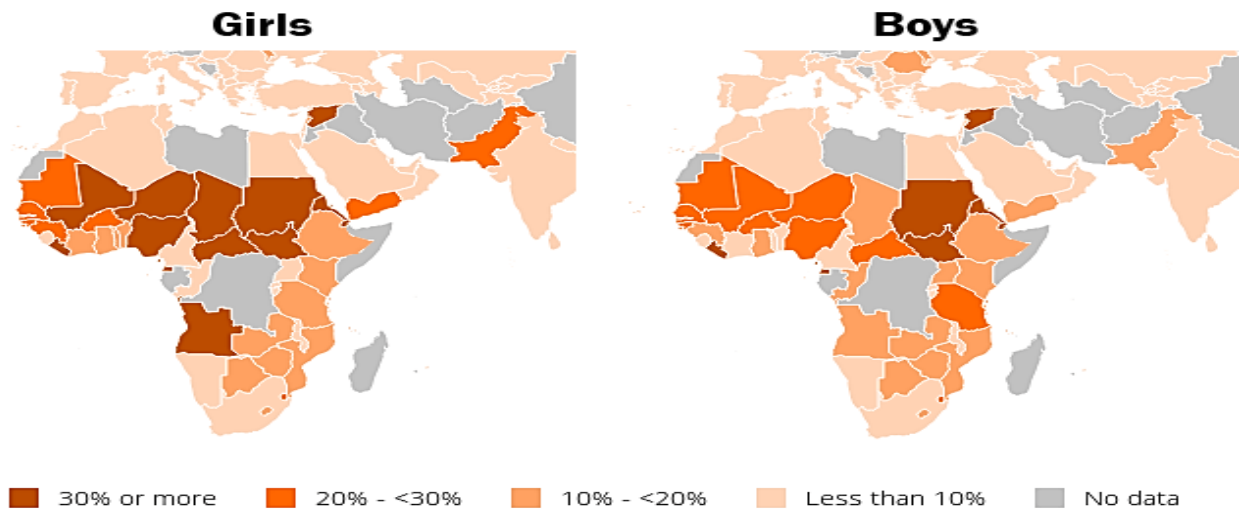 Girls
Boys
30% or more
20% - <30%
10% - <20%
Less than 10%
No data